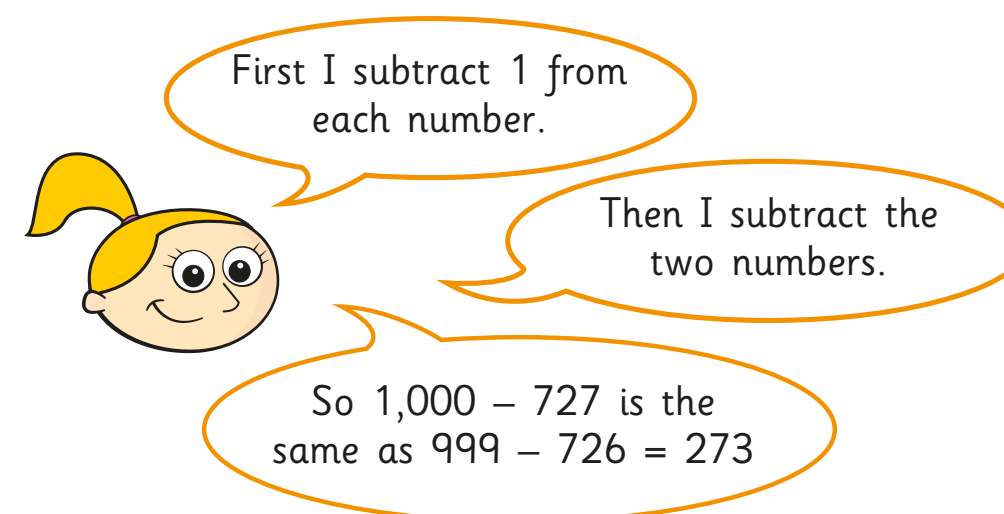 First I subtract 1 from
each number.
Then I subtract the
two numbers.
So 1,000 – 727 is the
same as 999 – 726 = 273